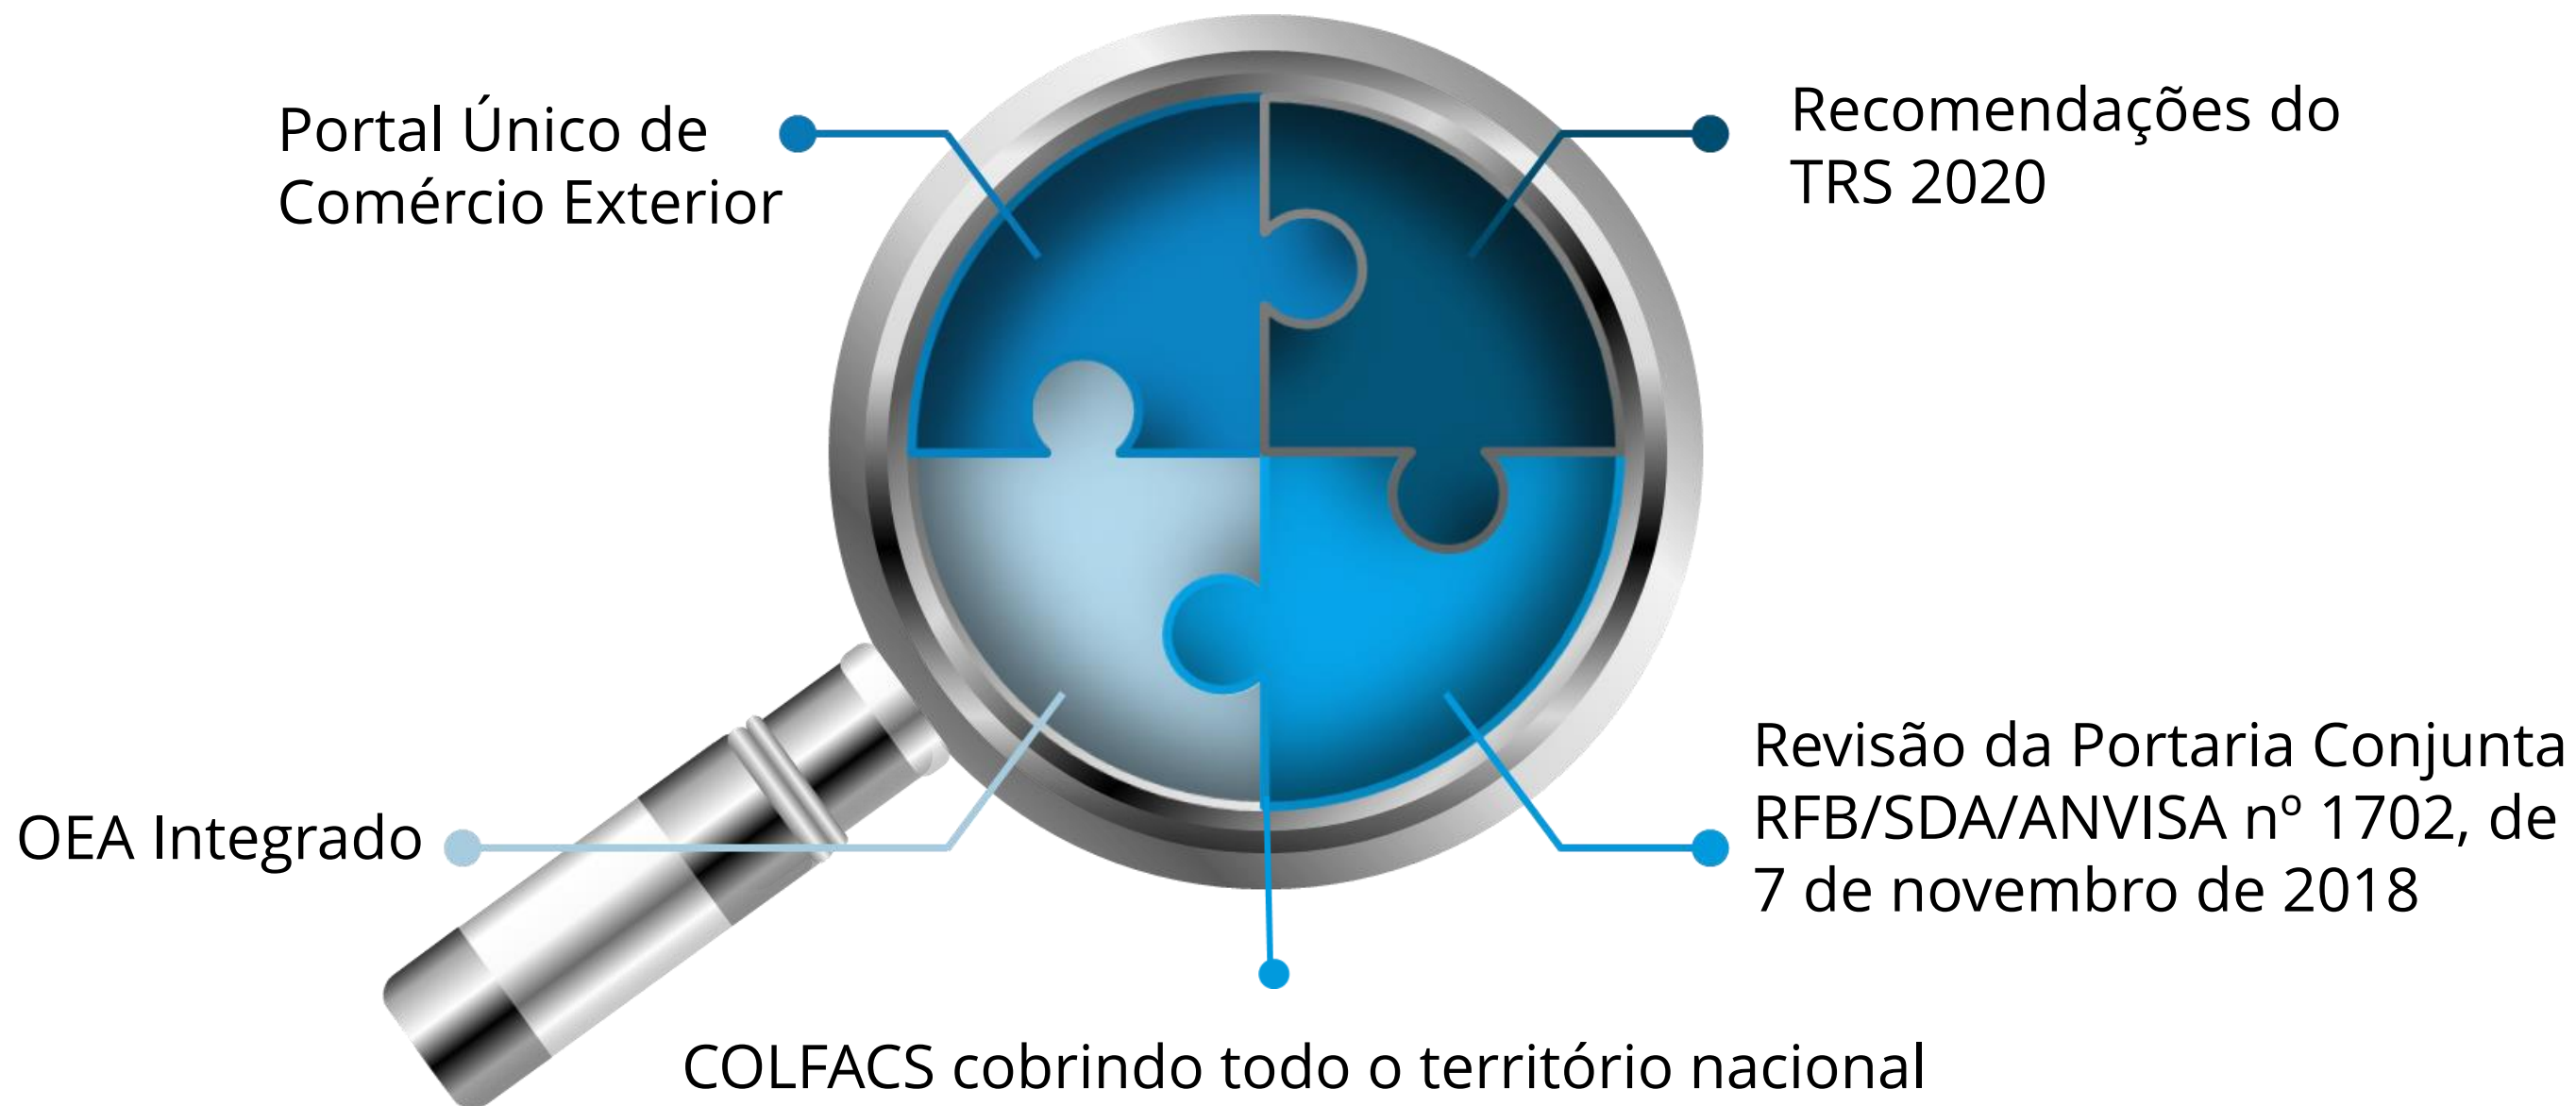 Portal Único de
Comércio Exterior
Recomendações do
TRS 2020
OEA Integrado
Revisão da Portaria Conjunta
RFB/SDA/ANVISA nº 1702, de
7 de novembro de 2018
COLFACS cobrindo todo o território nacional